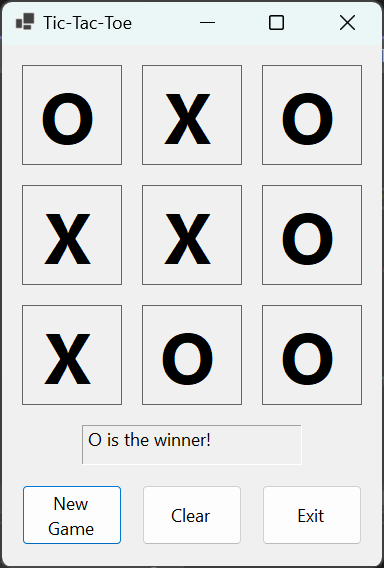 Tic-Tac-Toe
O X O
X X O
X O O
O is the winner!
New
Game
Clear
Exit